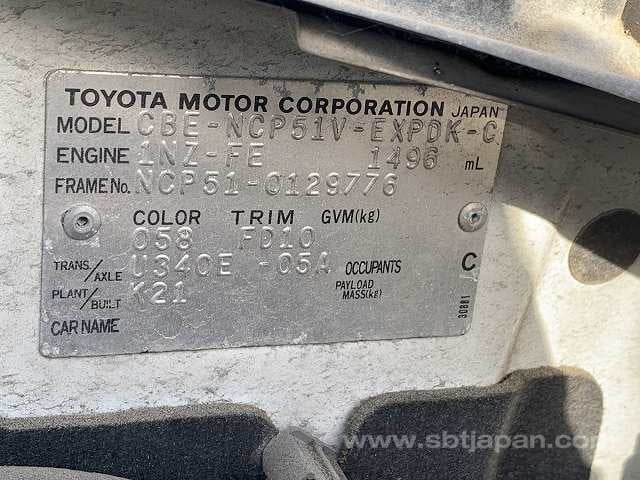 TOYOTA MOTOR CORPORATION JAPAN
MODEL CBE-NCP51V-EXPDK-G
ENGINE 1NZ-FE 1496 mL
FRAME No. NCP51-0129776
COLOR TRIM GVM(kg)
058 FD10
TRANS/AXLE U340E -05A OCCUPANTS C
PLANT/BUILT K21 PAYLOAD MASS(kg)
CAR NAME
30881
www.sbtjapan.com